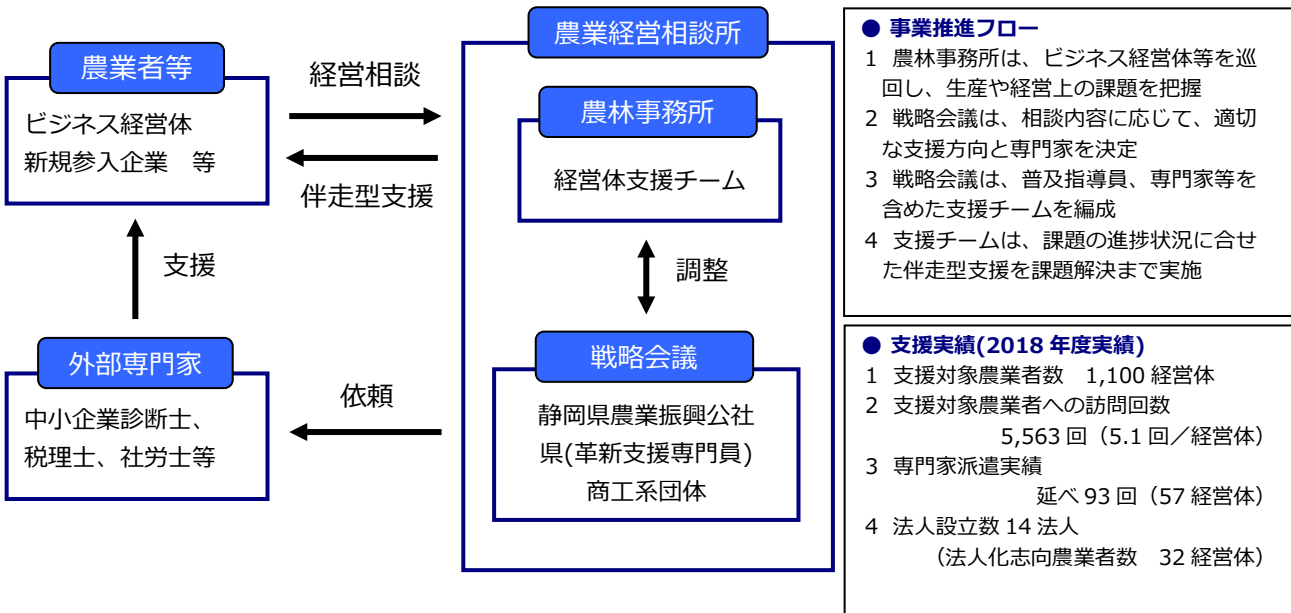 農業者等
ビジネス経営体
新規参入企業　等
経営相談
伴走型支援
支援
外部専門家
中小企業診断士、
税理士、社労士等
依頼
農業経営相談所
農林事務所
経営体支援チーム
調整
戦略会議
静岡県農業振興公社
県(革新支援専門員)
商工系団体
● 事業推進フロー
1 農林事務所は、ビジネス経営体等を巡
回し、生産や経営上の課題を把握
2 戦略会議は、相談内容に応じて、適切
な支援方向と専門家を決定
3 戦略会議は、普及指導員、専門家等を
含めた支援チームを編成
4 支援チームは、課題の進捗状況に合せ
た伴走型支援を課題解決まで実施
● 支援実績(2018 年度実績)
1 支援対象農業者数　1,100 経営体
2 支援対象農業者への訪問回数
5,563 回（5.1 回／経営体）
3 専門家派遣実績
延べ 93 回（57 経営体）
4 法人設立数 14 法人
（法人化志向農業者数　32 経営体）